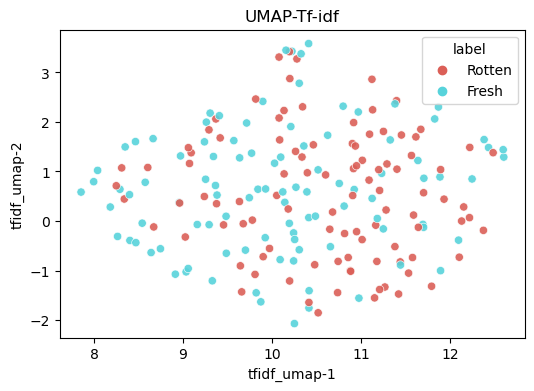 UMAP-Tf-idf
label
Rotten
Fresh
tfidf_umap-2
3
2
1
0
−1
−2
8 9 10 11 12
tfidf_umap-1